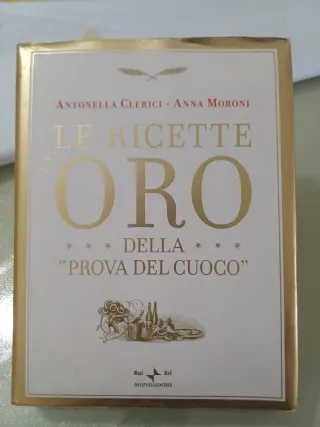 ANTONELLA CLERICI · ANNA MORONI
LE RICETTE
D'ORO
DELLA
"PROVA DEL CUOCO"
Rai Eri
MONDADORI